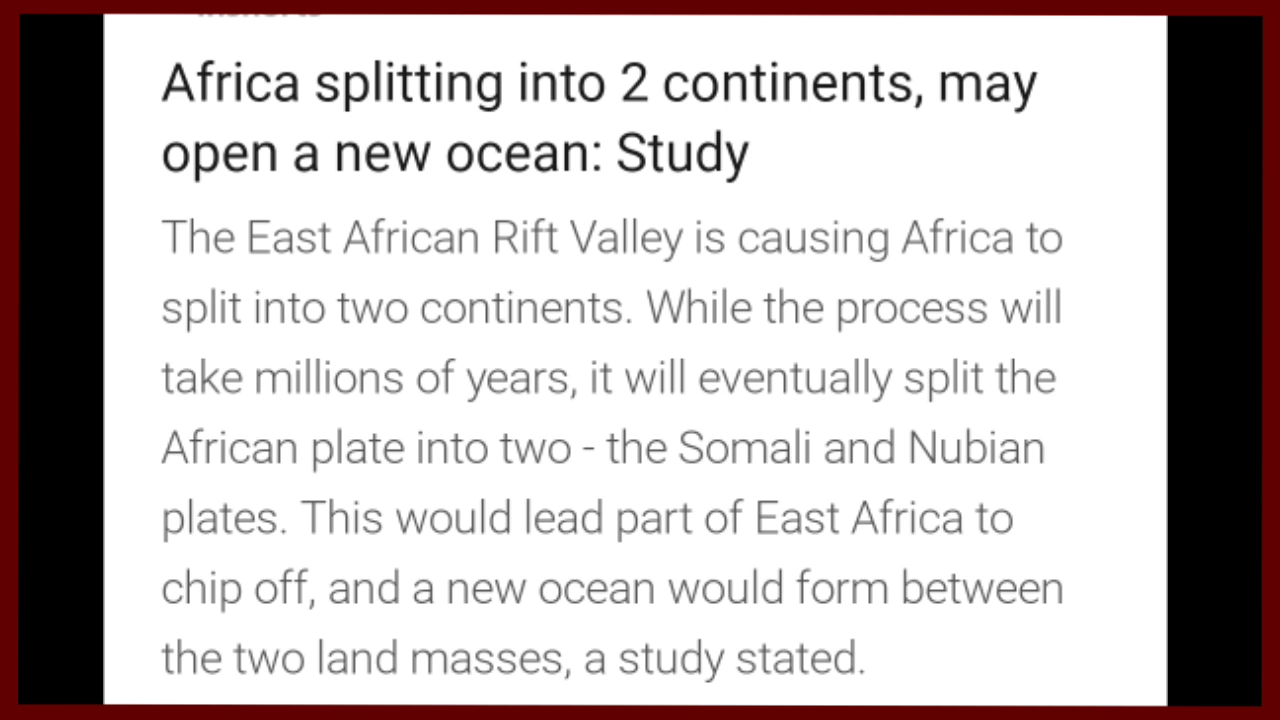 Africa splitting into 2 continents, may
open a new ocean: Study
The East African Rift Valley is causing Africa to
split into two continents. While the process will
take millions of years, it will eventually split the
African plate into two - the Somali and Nubian
plates. This would lead part of East Africa to
chip off, and a new ocean would form between
the two land masses, a study stated.